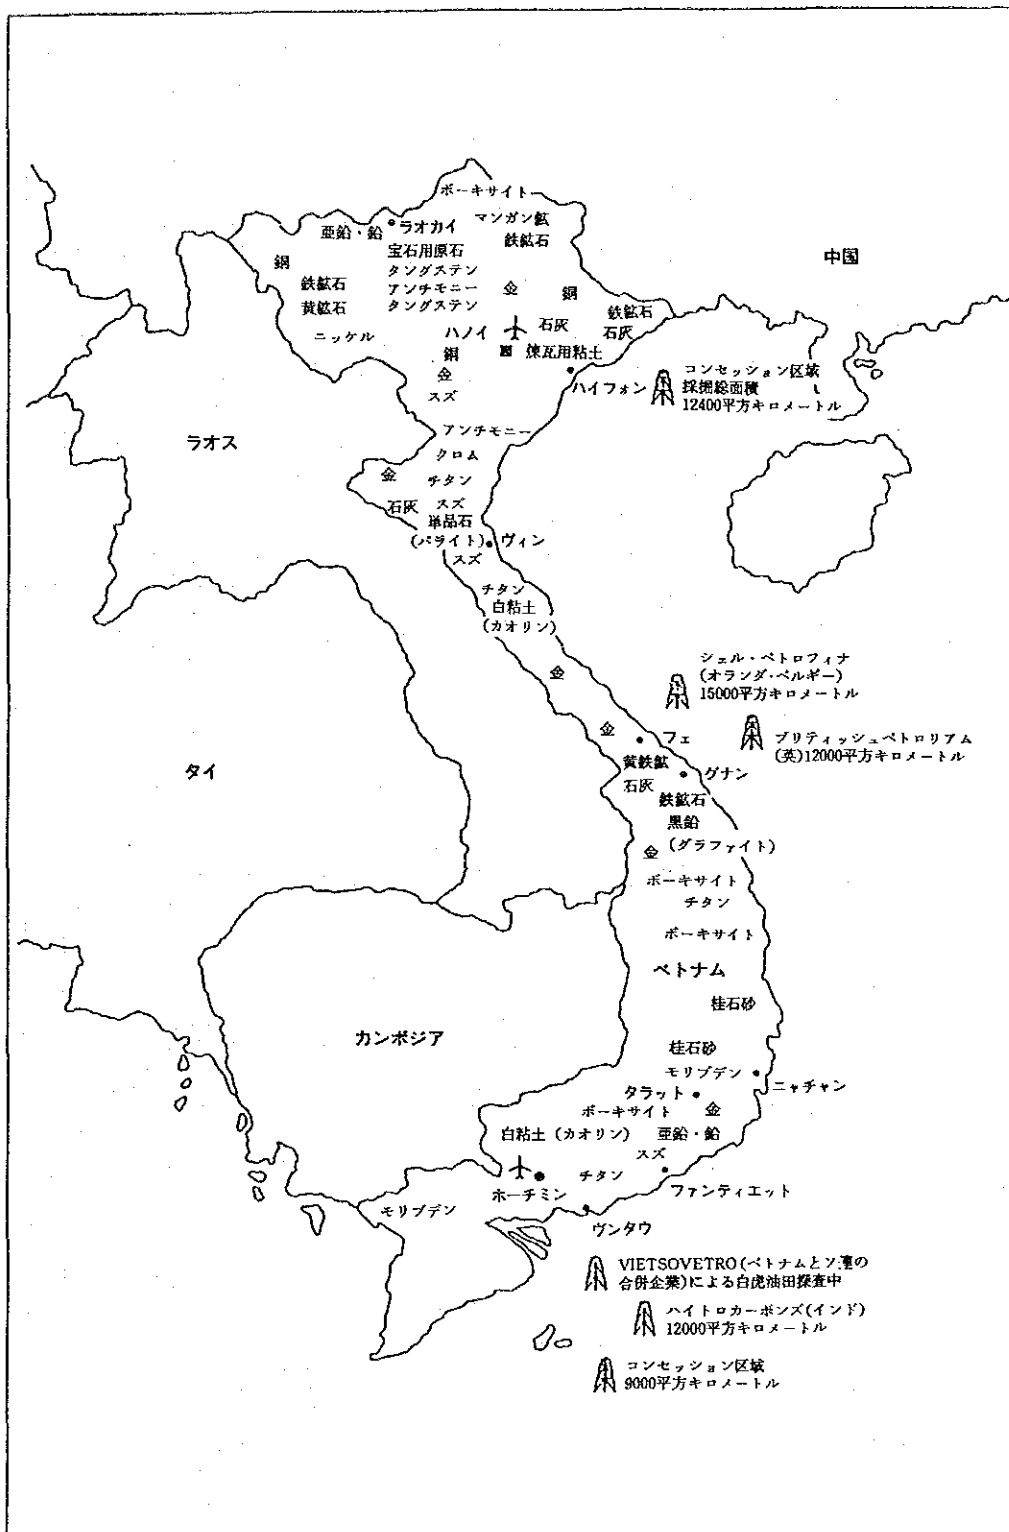 ボーキサイト
マンガン鉱
鉄鉱石
亜鉛・鉛
ラオカイ
宝石用原石
タングステン
アンチモニー
タングステン
銅
鉄鉱石
黄鉱石
ニッケル
金
銅
中国
鉄鉱石
石灰
石灰
ハノイ
煉瓦用粘土
銅
金
スズ
ハイフォン
コンセッション区域
採掘総面積
12400平方キロメートル
ラオス
アンチモニー
クロム
金
チタン
石灰
スズ
単品石
(バライト)
ヴィン
スズ
チタン
白粘土
(カオリン)
金
シェル・ペトロフィナ
(オランダ・ベルギー)
15000平方キロメートル
金
フェ
ブリティッシュペトロリアム
(英)12000平方キロメートル
タイ
黄鉄鉱
石灰
グナン
鉄鉱石
黒鉛
(グラファイト)
金
ボーキサイト
チタン
ボーキサイト
ベトナム
桂石砂
カンボジア
桂石砂
モリブデン
ニャチャン
タラット
ボーキサイト
金
白粘土(カオリン)
亜鉛・鉛
スズ
チタン
ホーチミン
ファンティエット
モリブデン
ヴンタウ
VIETSOVETRO(ベトナムとソ連の
合併企業)による白虎油田探査中
ハイトロカーボンズ(インド)
12000平方キロメートル
コンセッション区域
9000平方キロメートル